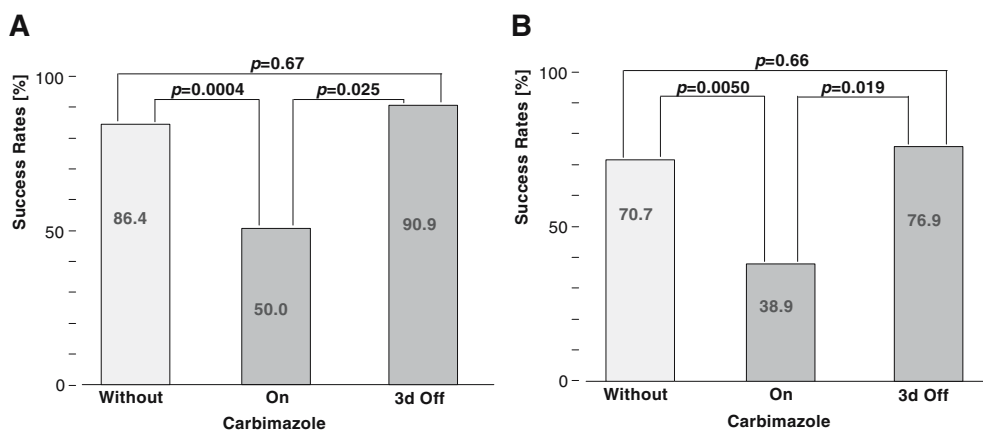 A
Success Rates [%]
100
50
0
p=0.67
p=0.0004
p=0.025
86.4
50.0
90.9
Without
On
3d Off
Carbimazole
B
Success Rates [%]
100
50
0
p=0.66
p=0.0050
p=0.019
70.7
38.9
76.9
Without
On
3d Off
Carbimazole